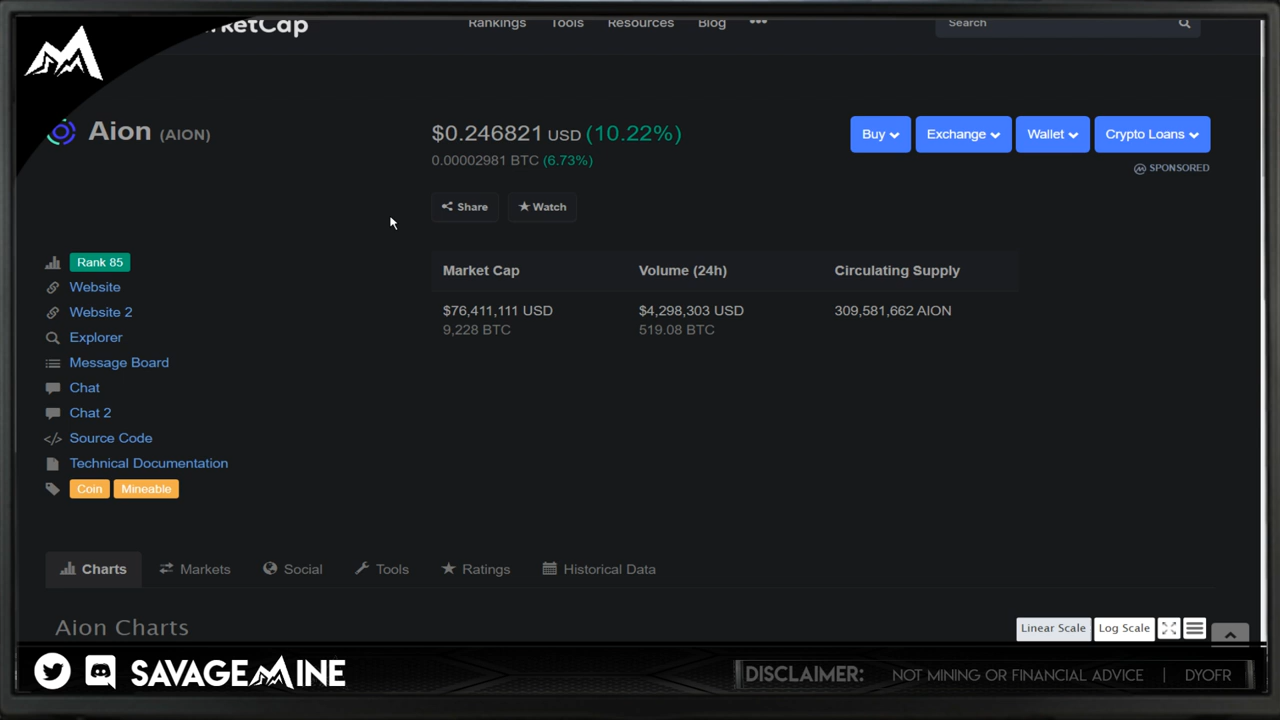 Rankings Tools Resources Blog ••• Search
Aion (AION)
$0.246821 USD (10.22%)
0.00002981 BTC (6.73%)
Buy Exchange Wallet Crypto Loans
SPONSORED
Share Watch
Rank 85
Website
Website 2
Explorer
Message Board
Chat
Chat 2
Source Code
Technical Documentation
Coin Mineable
Market Cap Volume (24h) Circulating Supply
$76,411,111 USD $4,298,303 USD 309,581,662 AION
9,228 BTC 519.08 BTC
Charts Markets Social Tools Ratings Historical Data
Aion Charts
Linear Scale Log Scale
SAVAGEMINE
DISCLAIMER: NOT MINING OR FINANCIAL ADVICE | DYOFR